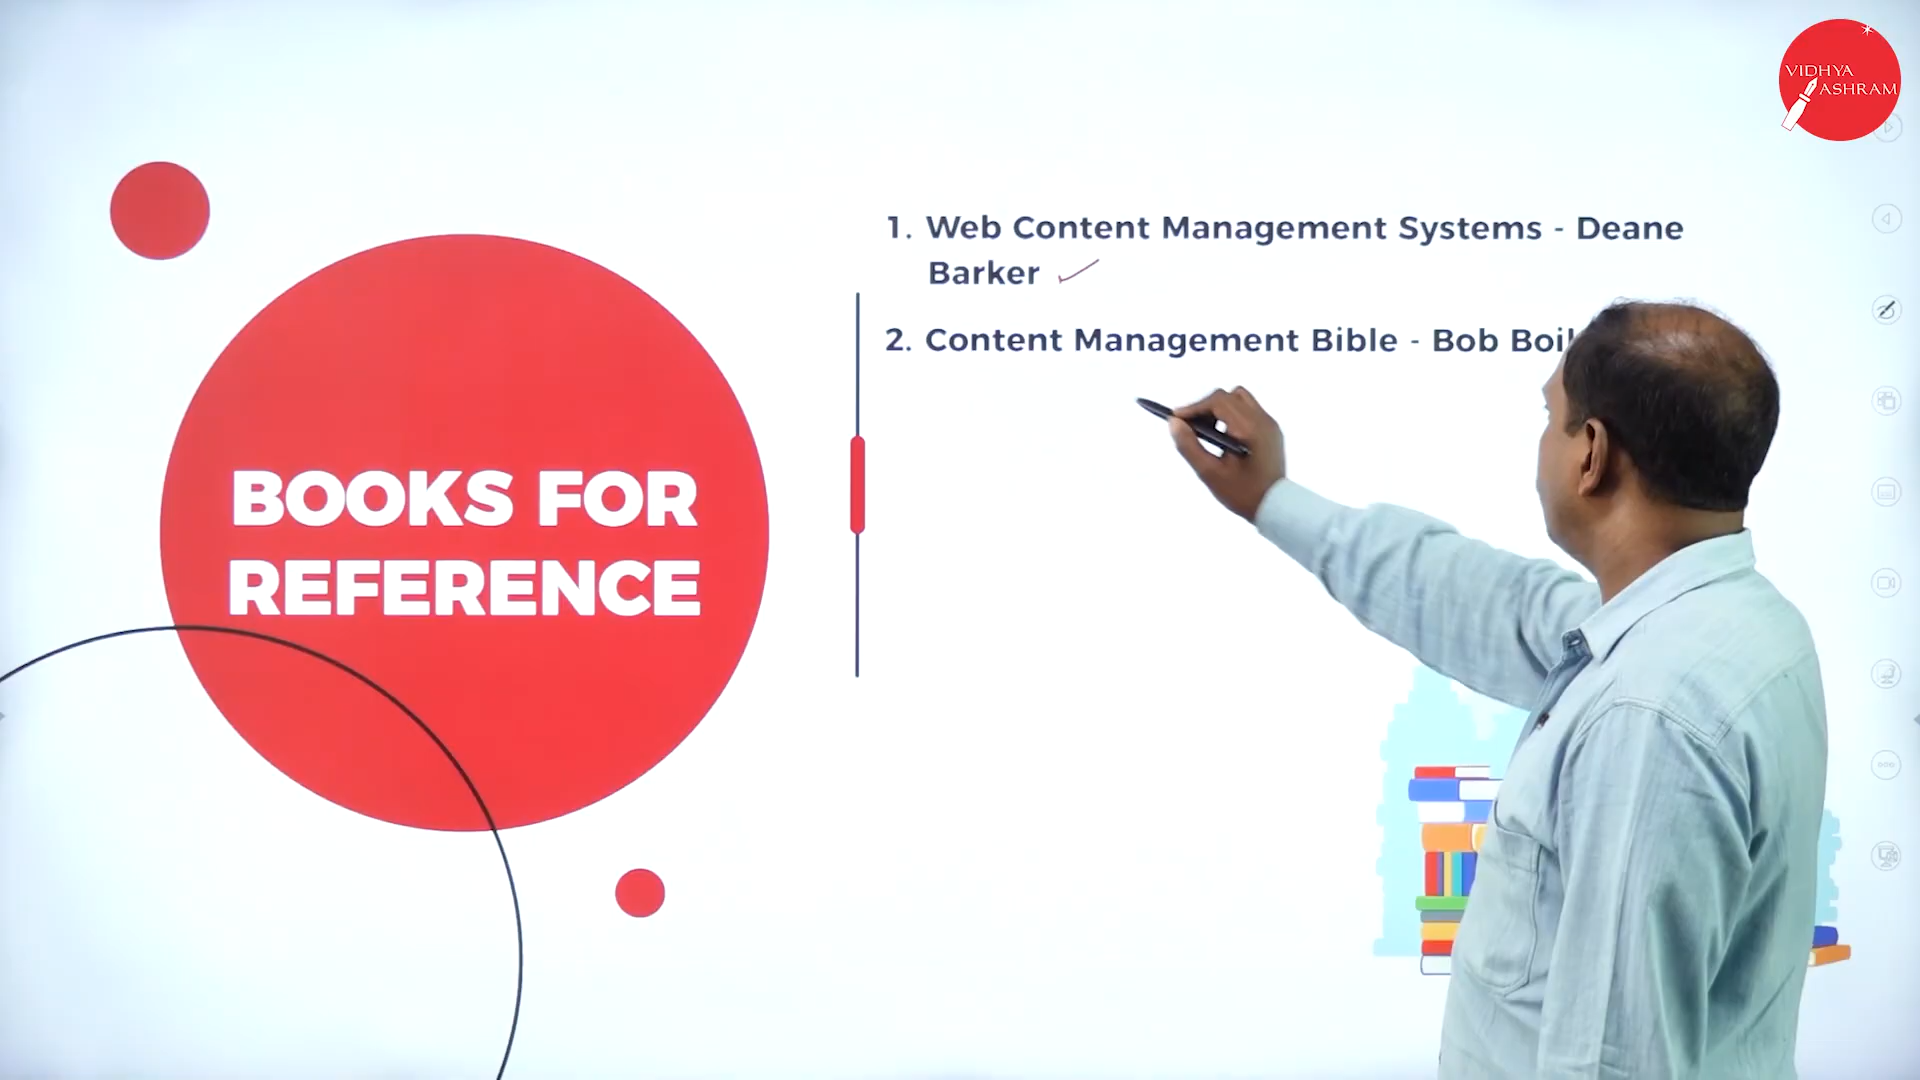 VIDHYA
ASHRAM
1. Web Content Management Systems - Deane
Barker
2. Content Management Bible - Bob
BOOKS FOR
REFERENCE